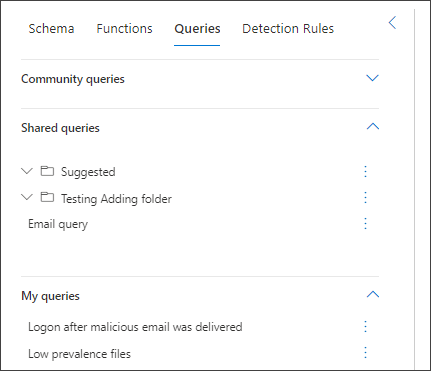 Schema Functions Queries Detection Rules
Community queries
Shared queries
Suggested
Testing Adding folder
Email query
My queries
Logon after malicious email was delivered
Low prevalence files